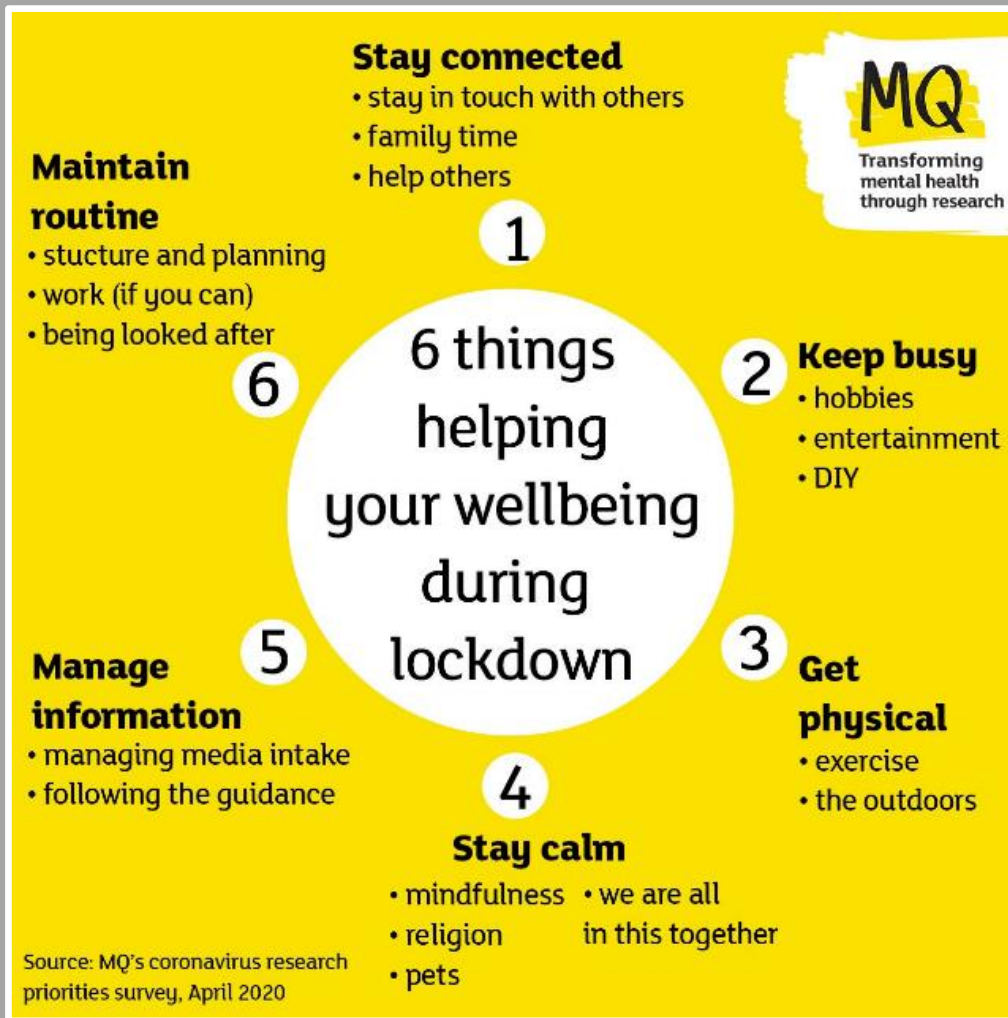 Stay connected
• stay in touch with others
• family time
• help others
1
MQ
Transforming
mental health
through research
2
Keep busy
• hobbies
• entertainment
• DIY
3
Get
physical
• exercise
• the outdoors
4
Stay calm
• mindfulness • we are all
• religion in this together
• pets
5
Manage
information
• managing media intake
• following the guidance
6
Maintain
routine
• stucture and planning
• work (if you can)
• being looked after
6 things
helping
your wellbeing
during
lockdown
Source: MQ's coronavirus research
priorities survey, April 2020